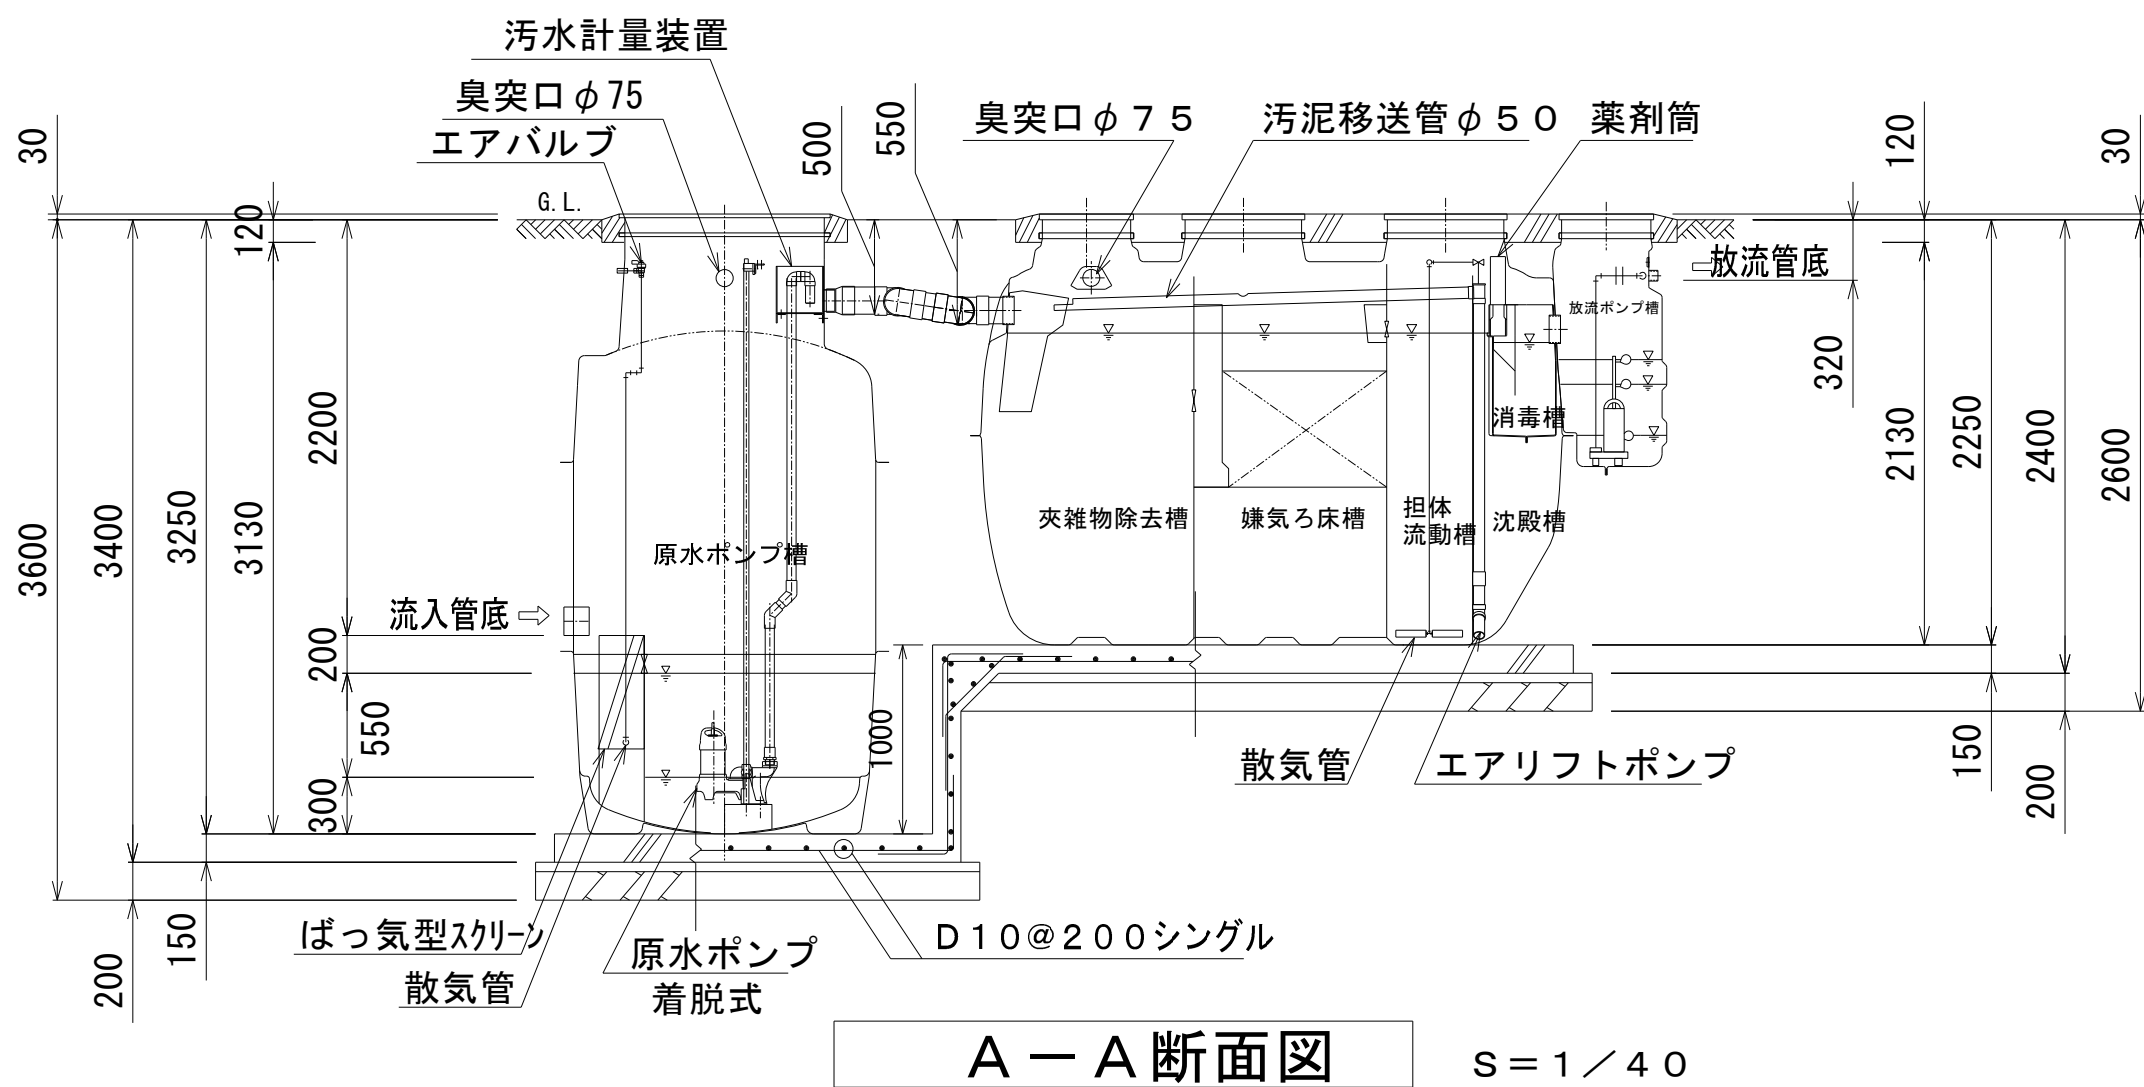 汚水計量装置
臭突口φ75
エアバルブ
500
550
臭突口φ７５
汚泥移送管φ５０
薬剤筒
120
30
30
G.L.
120
放流管底
放流ポンプ槽
320
2200
消毒槽
2130
2250
2400
2600
3600
3400
3250
3130
夾雑物除去槽
嫌気ろ床槽
担体
流動槽
沈殿槽
原水ポンプ槽
流入管底
200
550
300
1000
散気管
エアリフトポンプ
150
200
ばっ気型ｽｸﾘｰﾝ
散気管
原水ポンプ
着脱式
Ｄ１０＠２００シングル
150
200
Ａ－Ａ断面図
Ｓ＝１／４０